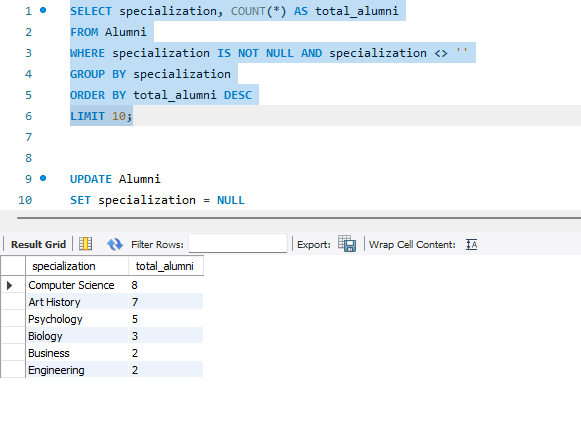 1 SELECT specialization, COUNT(*) AS total_alumni
2 FROM Alumni
3 WHERE specialization IS NOT NULL AND specialization <> ''
4 GROUP BY specialization
5 ORDER BY total_alumni DESC
6 LIMIT 10;
7
8
9 UPDATE Alumni
10 SET specialization = NULL
Result Grid Filter Rows: Export: Wrap Cell Content: IA
specialization total_alumni
Computer Science 8
Art History 7
Psychology 5
Biology 3
Business 2
Engineering 2